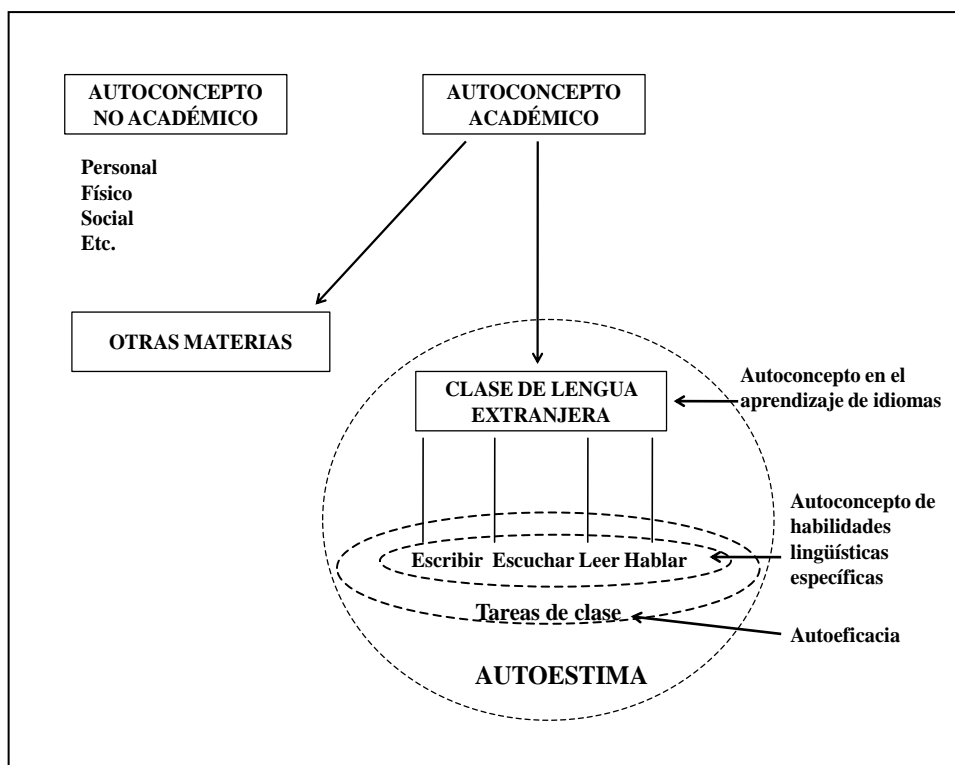 AUTOCONCEPTO
NO ACADÉMICO
AUTOCONCEPTO
ACADÉMICO
Personal
Físico
Social
Etc.
OTRAS MATERIAS
CLASE DE LENGUA
EXTRANJERA
Autoconcepto en el
aprendizaje de idiomas
Autoconcepto de
habilidades
lingüísticas
específicas
Escribir Escuchar Leer Hablar
Tareas de clase
Autoeficacia
AUTOESTIMA